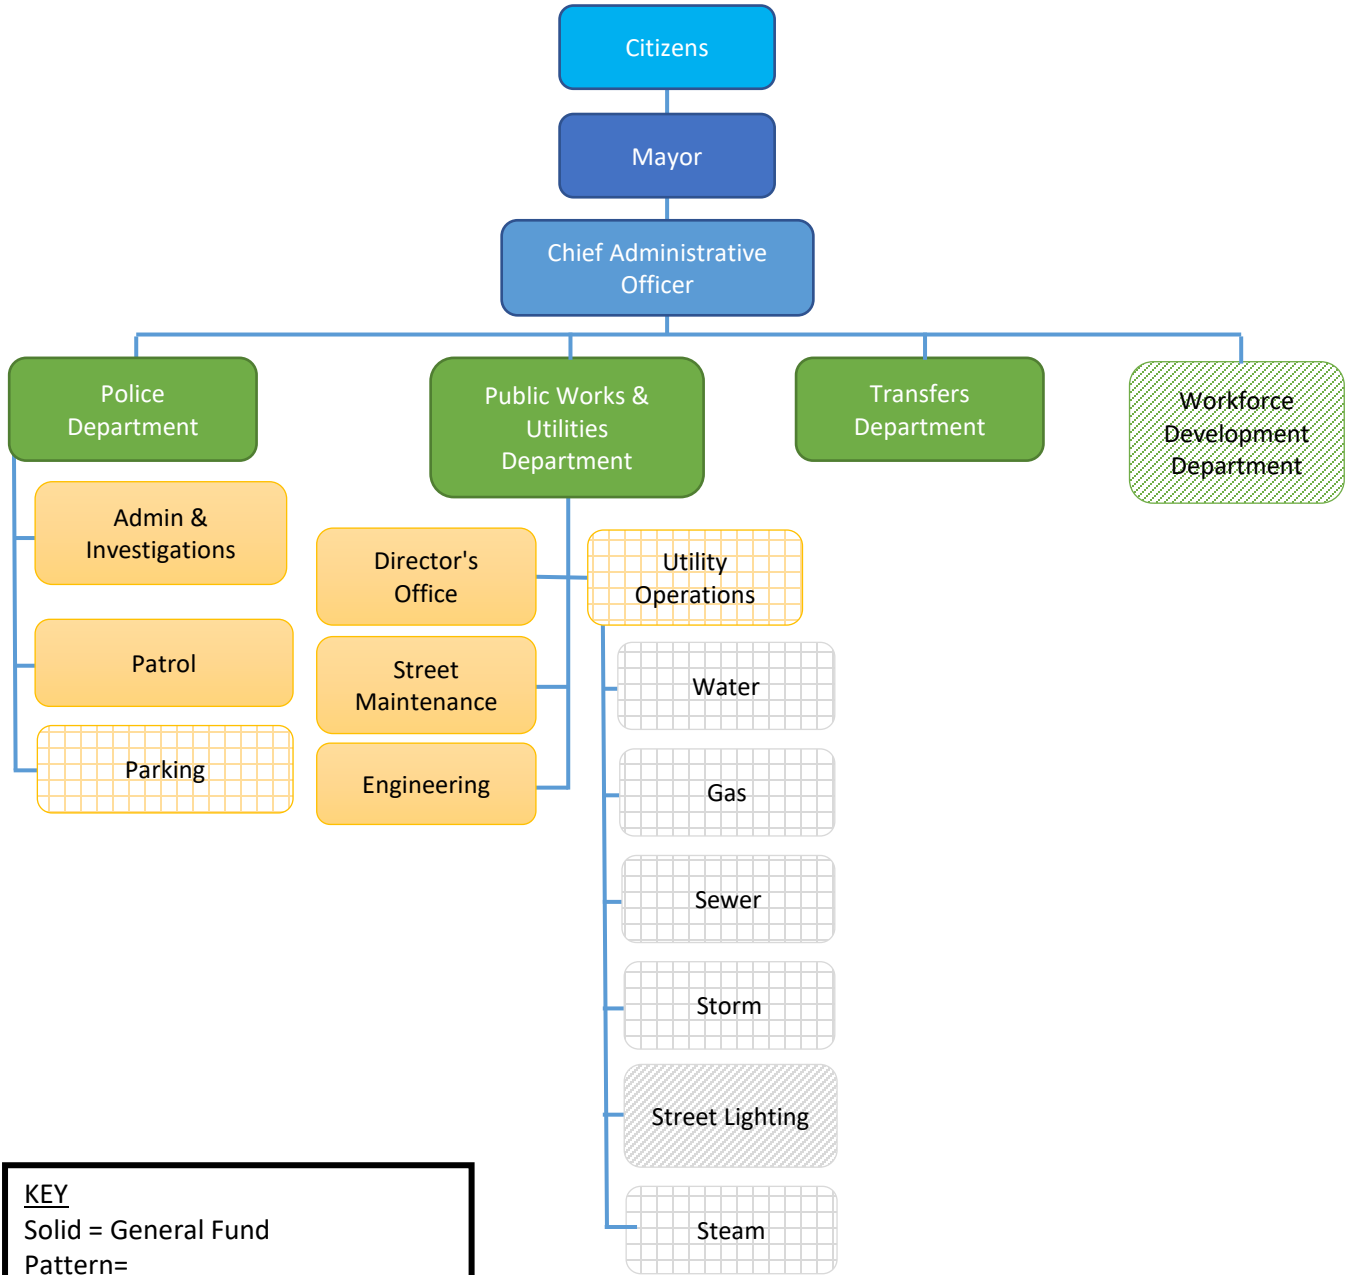 Citizens
Mayor
Chief Administrative
Officer
Police
Department
Public Works &
Utilities
Department
Transfers
Department
Workforce
Development
Department
Admin &
Investigations
Patrol
Parking
Director's
Office
Street
Maintenance
Engineering
Utility
Operations
Water
Gas
Sewer
Storm
Street Lighting
Steam
KEY
Solid = General Fund
Pattern=